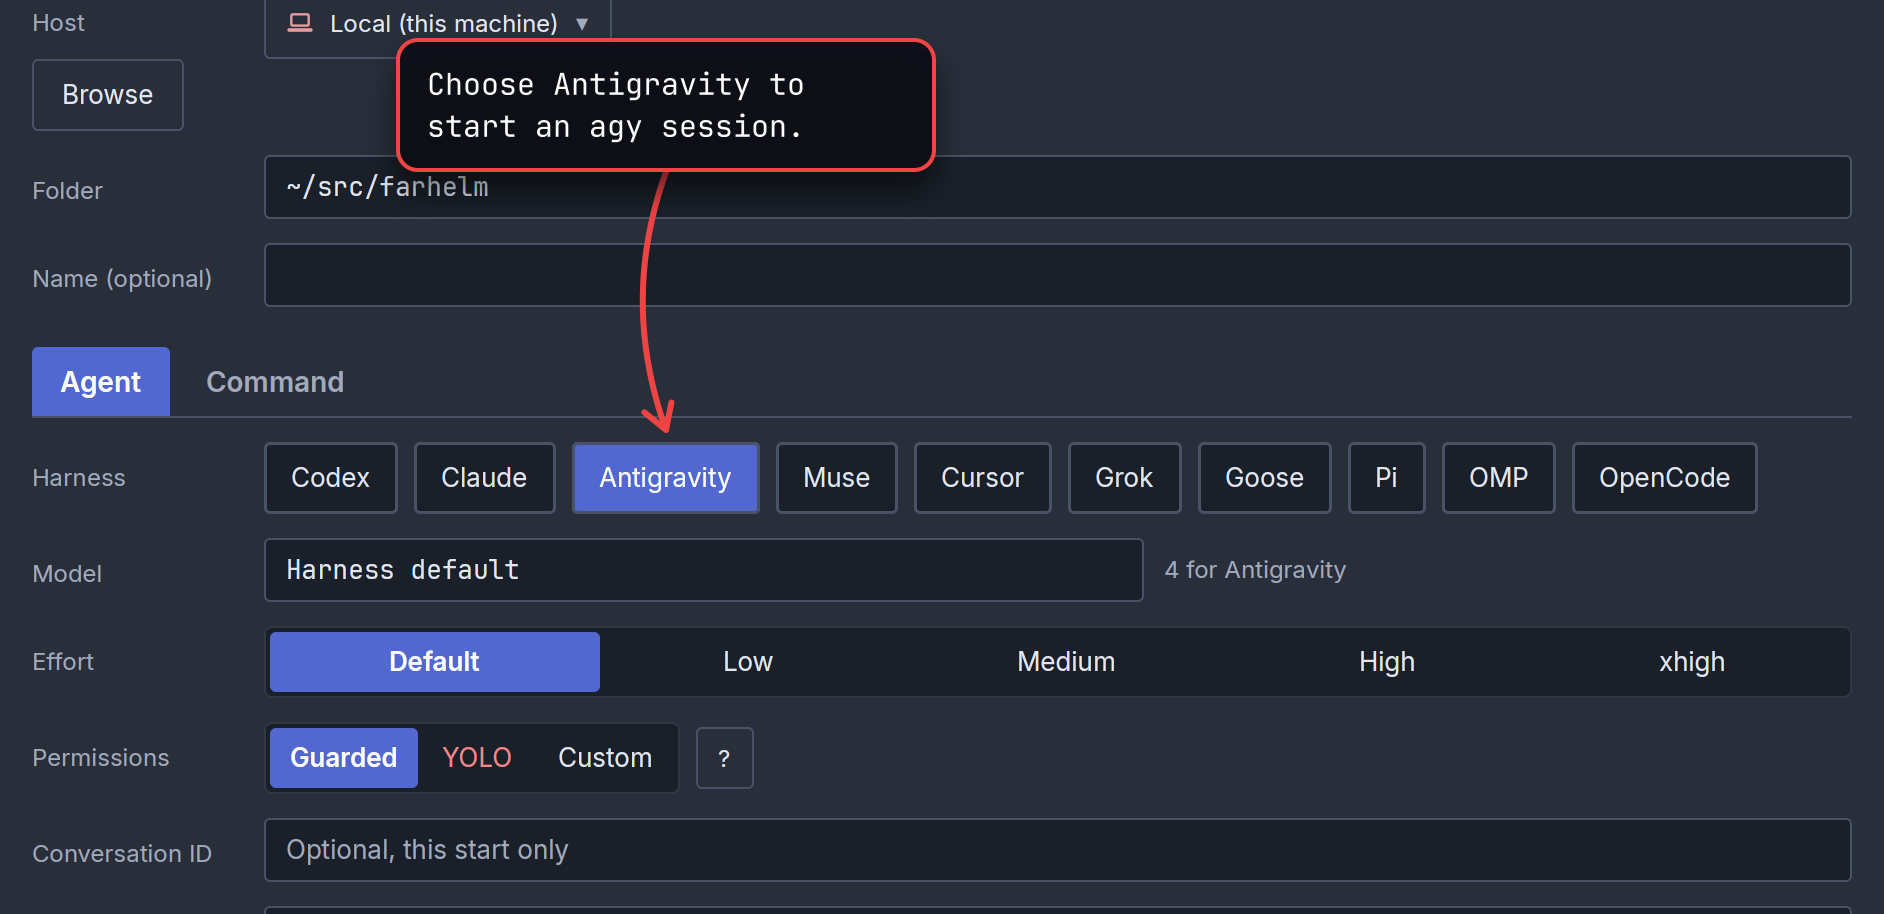 Host
Local (this machine) ▼
Browse
Choose Antigravity to
start an agy session.
Folder
~/src/farhelm
Name (optional)
Agent
Command
Harness
Codex
Claude
Antigravity
Muse
Cursor
Grok
Goose
Pi
OMP
OpenCode
Model
Harness default
4 for Antigravity
Effort
Default
Low
Medium
High
xhigh
Permissions
Guarded
YOLO
Custom
?
Conversation ID
Optional, this start only